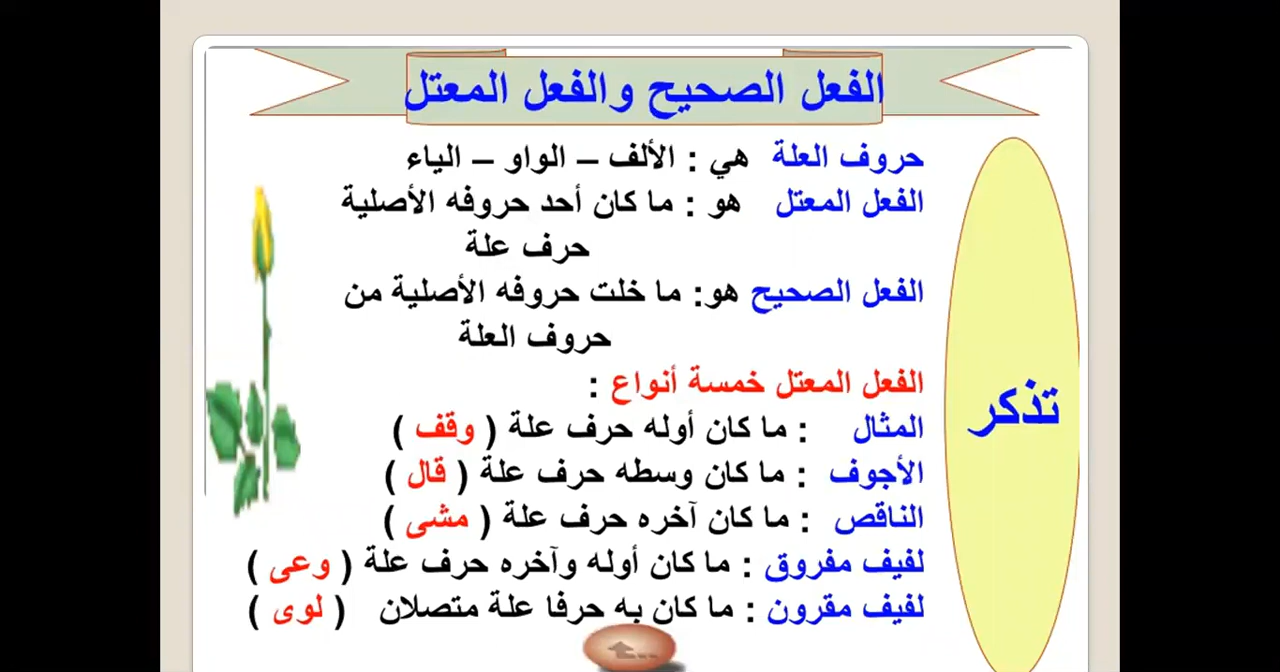 الفعل الصحيح والفعل المعتل
حروف العلة هي : الألف – الواو – الياء
الفعل المعتل هو : ما كان أحد حروفه الأصلية
حرف علة
الفعل الصحيح هو: ما خلت حروفه الأصلية من
حروف العلة
الفعل المعتل خمسة أنواع :
المثال : ما كان أوله حرف علة ( وقف )
الأجوف : ما كان وسطه حرف علة ( قال )
الناقص : ما كان آخره حرف علة ( مشى )
لفيف مفروق : ما كان أوله وآخره حرف علة ( وعى )
لفيف مقرون : ما كان به حرفا علة متصلان ( لوى )
تذكر